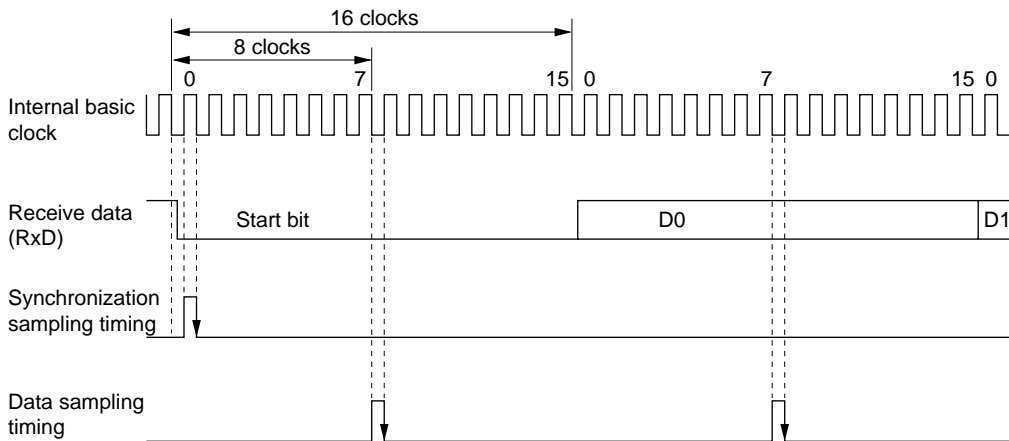 16 clocks
8 clocks
0 7 15 0 7 15 0
Internal basic
clock
Receive data
(RxD)
Start bit D0 D1
Synchronization
sampling timing
Data sampling
timing